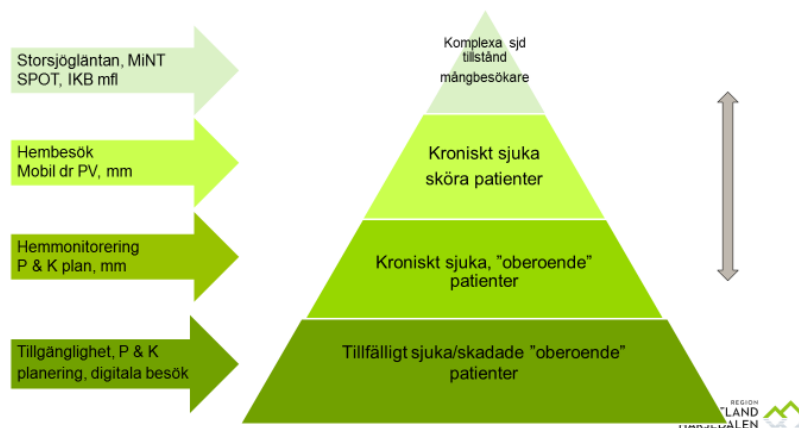 Storsjögläntan, MiNT
SPOT, IKB mfl
Komplexa sjd
tillstånd
mångbesökare
Hembesök
Mobil dr PV, mm
Kroniskt sjuka
sköra patienter
Hemmonitorering
P & K plan, mm
Kroniskt sjuka, ”oberoende”
patienter
Tillgänglighet, P & K
planering, digitala besök
Tillfälligt sjuka/skadade ”oberoende”
patienter
REGION
TLAND